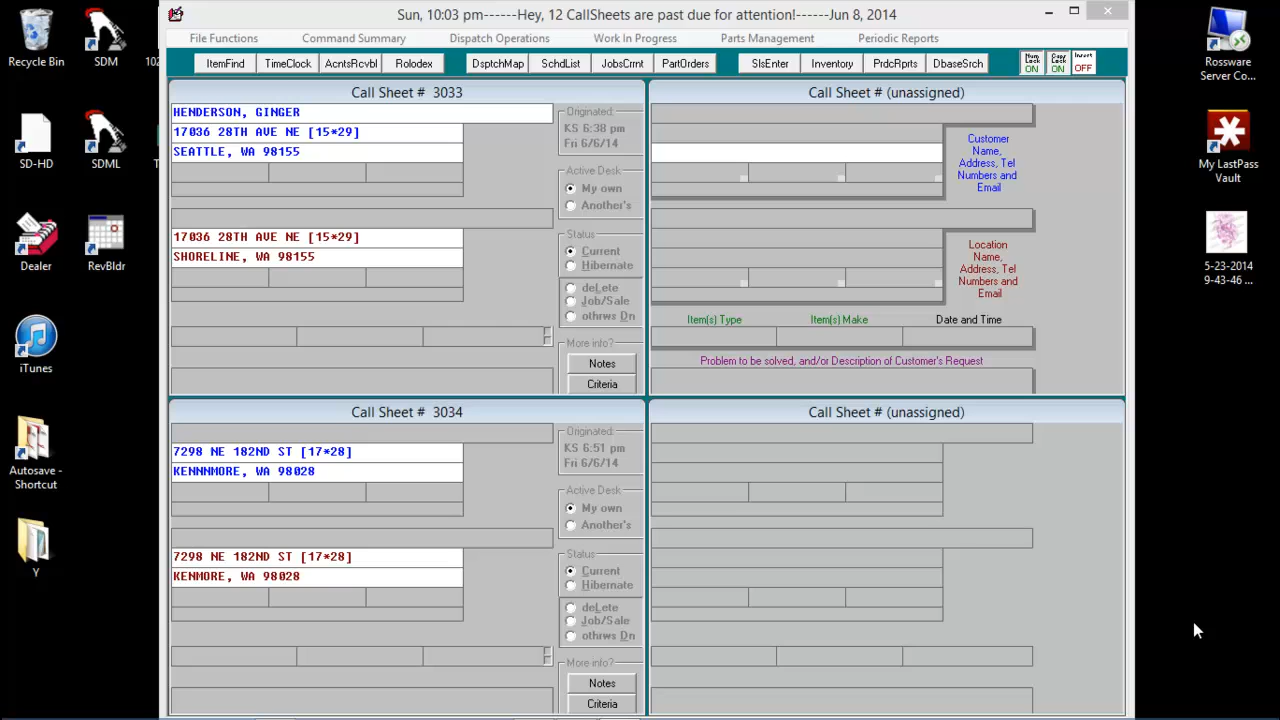 Sun, 10:03 pm------Hey, 12 CallSheets are past due for attention!------Jun 8, 2014
File Functions Command Summary Dispatch Operations Work In Progress Parts Management Periodic Reports
ItemFind TimeClock AcntsRcvbl Rolodex DsptchMap SchdList JobsCrrnt PartOrders SlsEnter Inventory PrdcRprts DbaseSrch
Num Lock ON
Caps Lock ON
Insert OFF
Recycle Bin
SDM
102
SD-HD
SDML
T
Dealer
RevBldr
iTunes
Autosave -
Shortcut
Y
Call Sheet # 3033
HENDERSON, GINGER
17036 28TH AVE NE [15*29]
SEATTLE, WA 98155
17036 28TH AVE NE [15*29]
SHORELINE, WA 98155
Originated:
KS 6:38 pm
Fri 6/6/14
Active Desk
My own
Another's
Status
Current
Hibernate
deLete
Job/Sale
othrws Dn
More info?
Notes
Criteria
Call Sheet # (unassigned)
Customer
Name,
Address, Tel
Numbers and
Email
Location
Name,
Address, Tel
Numbers and
Email
Item(s) Type Item(s) Make Date and Time
Problem to be solved, and/or Description of Customer's Request
Call Sheet # 3034
7298 NE 182ND ST [17*28]
KENNNMORE, WA 98028
7298 NE 182ND ST [17*28]
KENMORE, WA 98028
Originated:
KS 6:51 pm
Fri 6/6/14
Active Desk
My own
Another's
Status
Current
Hibernate
deLete
Job/Sale
othrws Dn
More info?
Notes
Criteria
Call Sheet # (unassigned)
Rossware
Server Co...
My LastPass
Vault
5-23-2014
9-43-46 ...